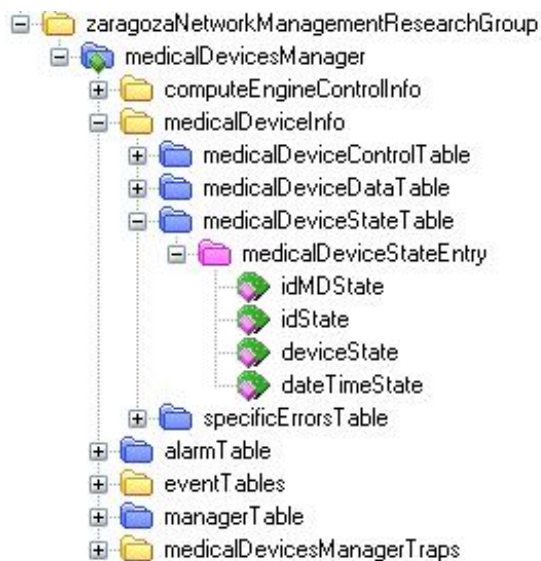 zaragozaNetworkManagementResearchGroup
medicalDevicesManager
computeEngineControlInfo
medicalDeviceInfo
medicalDeviceControlTable
medicalDeviceDataTable
medicalDeviceStateTable
medicalDeviceStateEntry
idMDState
idState
deviceState
dateTimeState
specificErrorsTable
alarmTable
eventTables
managerTable
medicalDevicesManagerTraps